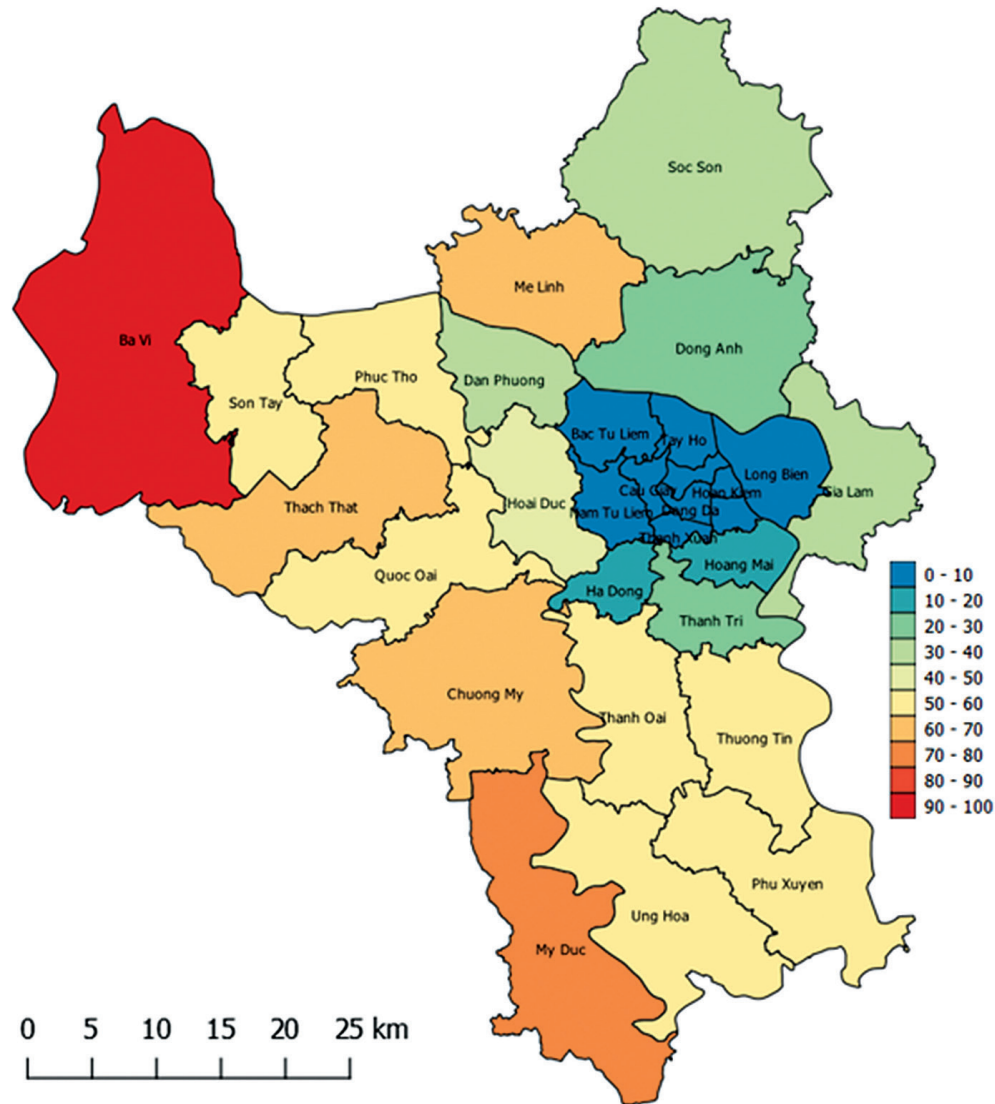 Soc Son
Me Linh
Ba Vi
Dong Anh
Phuc Tho
Dan Phuong
Son Tay
Bac Tu Liem
Tay Ho
Long Bien
Cau Giay
Hoan Kiem
Gia Lam
Thach That
Hoai Duc
Nam Tu Liem
Dong Da
Thanh Xuan
Hoang Mai
Quoc Oai
Ha Dong
Thanh Tri
Chuong My
Thanh Oai
Thuong Tin
Phu Xuyen
Ung Hoa
My Duc
0 - 10
10 - 20
20 - 30
30 - 40
40 - 50
50 - 60
60 - 70
70 - 80
80 - 90
90 - 100
0 5 10 15 20 25 km